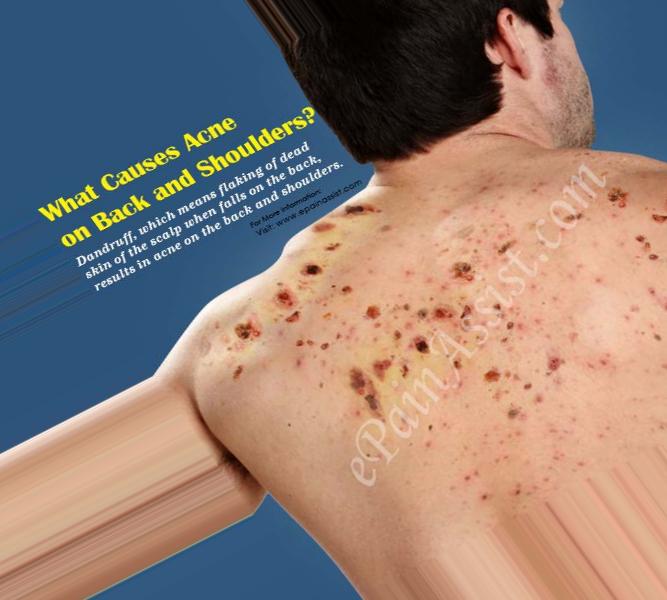 What Causes Acne
on Back and Shoulders?
Dandruff, which means flaking of dead
skin of the scalp when falls on the back,
results in acne on the back and shoulders.
For More Information:
Visit: www.epainassist.com
ePainAssist.com